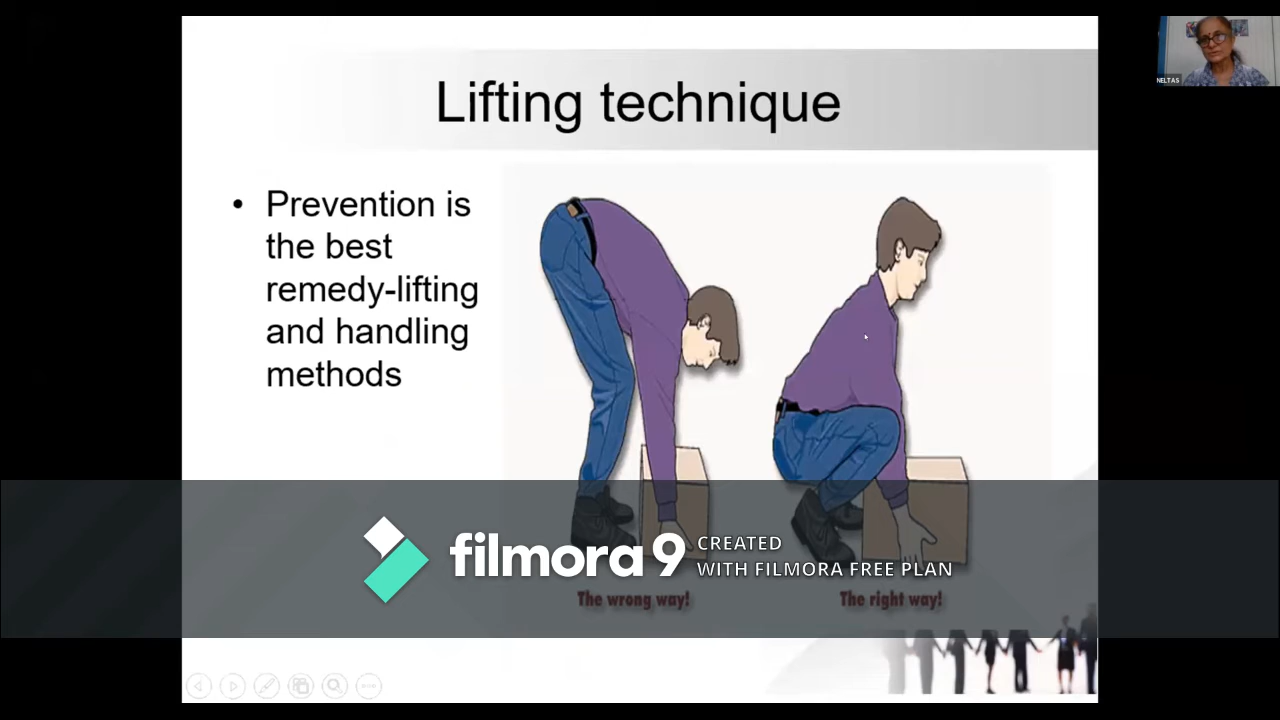 Lifting technique
• Prevention is
the best
remedy-lifting
and handling
methods
NELTAS
filmora 9
CREATED
WITH FILMORA FREE PLAN
The wrong way!
The right way!